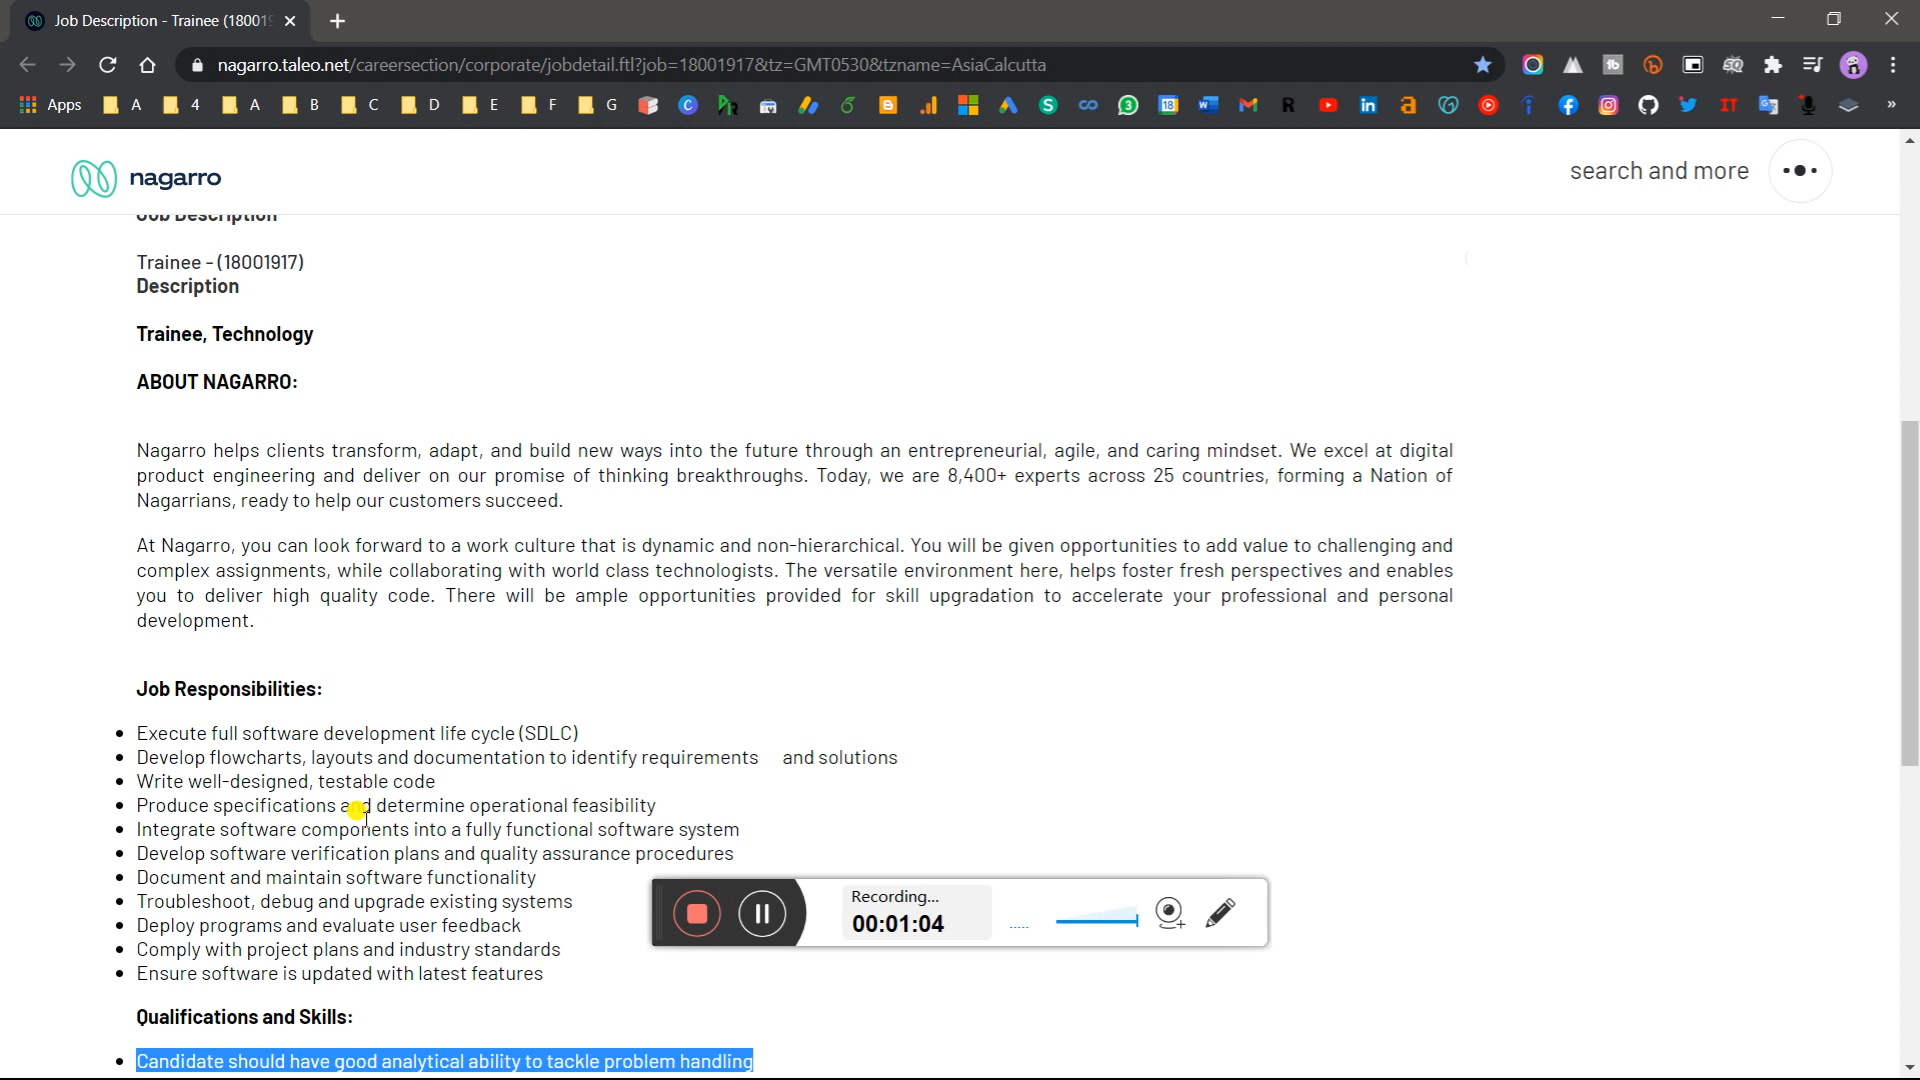 Job Description - Trainee (18001
nagarro.taleo.net/careersection/corporate/jobdetail.ftl?job=18001917&tz=GMT0530&tzname=AsiaCalcutta
Apps A 4 A B C D E F G
nagarro
search and more
Job Description
Trainee - (18001917)
Description
Trainee, Technology
ABOUT NAGARRO:
Nagarro helps clients transform, adapt, and build new ways into the future through an entrepreneurial, agile, and caring mindset. We excel at digital
product engineering and deliver on our promise of thinking breakthroughs. Today, we are 8,400+ experts across 25 countries, forming a Nation of
Nagarrians, ready to help our customers succeed.
At Nagarro, you can look forward to a work culture that is dynamic and non-hierarchical. You will be given opportunities to add value to challenging and
complex assignments, while collaborating with world class technologists. The versatile environment here, helps foster fresh perspectives and enables
you to deliver high quality code. There will be ample opportunities provided for skill upgradation to accelerate your professional and personal
development.
Job Responsibilities:
Execute full software development life cycle (SDLC)
Develop flowcharts, layouts and documentation to identify requirements and solutions
Write well-designed, testable code
Produce specifications and determine operational feasibility
Integrate software components into a fully functional software system
Develop software verification plans and quality assurance procedures
Document and maintain software functionality
Troubleshoot, debug and upgrade existing systems
Deploy programs and evaluate user feedback
Comply with project plans and industry standards
Ensure software is updated with latest features
Recording...
00:01:04
Qualifications and Skills:
Candidate should have good analytical ability to tackle problem handling